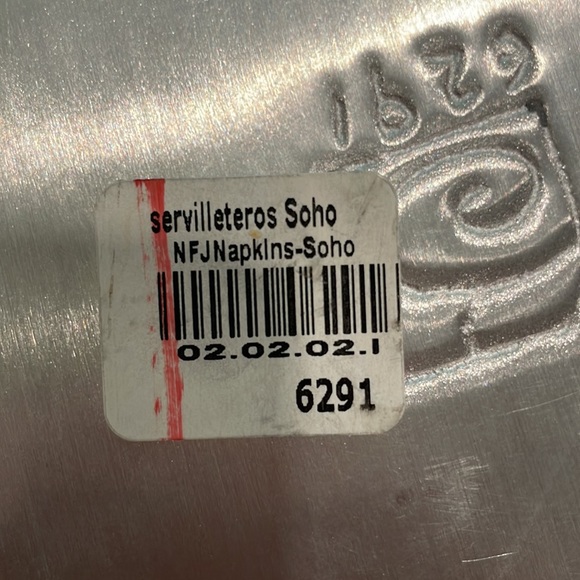 6291
servilleteros Soho
NFJNapkIns-Soho
02.02.02.I
6291